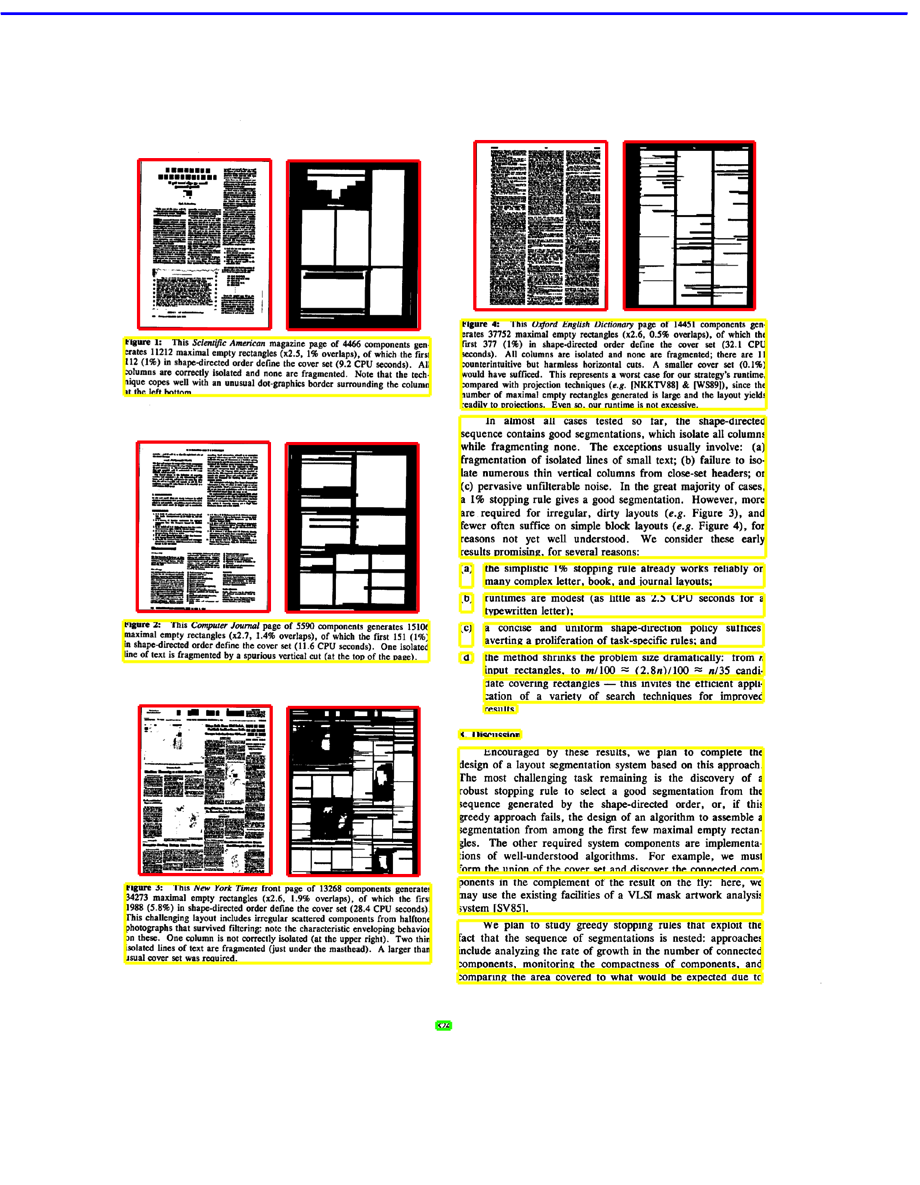 Figure 1: This Scientific American magazine page of 4466 components gen-
erates 11212 maximal empty rectangles (x2.5, 1% overlaps), of which the first
112 (1%) in shape-directed order define the cover set (9.2 CPU seconds). All
columns are correctly isolated and none are fragmented. Note that the tech-
nique copes well with an unusual dot-graphics border surrounding the column
at the left bottom.
Figure 2: This Computer Journal page of 5590 components generates 15106
maximal empty rectangles (x2.7, 1.4% overlaps), of which the first 151 (1%)
in shape-directed order define the cover set (11.6 CPU seconds). One isolated
line of text is fragmented by a spurious vertical cut (at the top of the page).
Figure 3: This New York Times front page of 13268 components generates
34273 maximal empty rectangles (x2.6, 1.9% overlaps), of which the first
1988 (5.8%) in shape-directed order define the cover set (28.4 CPU seconds).
This challenging layout includes irregular scattered components from halftone
photographs that survived filtering: note the characteristic enveloping behavior
on these. One column is not correctly isolated (at the upper right). Two thin
isolated lines of text are fragmented (just under the masthead). A larger than
usual cover set was required.
Figure 4: This Oxford English Dictionary page of 14451 components gen-
erates 37752 maximal empty rectangles (x2.6, 0.5% overlaps), of which the
first 377 (1%) in shape-directed order define the cover set (32.1 CPU
seconds). All columns are isolated and none are fragmented; there are 11
counterintuitive but harmless horizontal cuts. A smaller cover set (0.1%)
would have sufficed. This represents a worst case for our strategy's runtime,
compared with projection techniques (e.g. [NKKTV88] & [WS89]), since the
number of maximal empty rectangles generated is large and the layout yields
readily to projections. Even so, our runtime is not excessive.
In almost all cases tested so far, the shape-directed
sequence contains good segmentations, which isolate all columns
while fragmenting none. The exceptions usually involve: (a)
fragmentation of isolated lines of small text; (b) failure to iso-
late numerous thin vertical columns from close-set headers; or
(c) pervasive unfilterable noise. In the great majority of cases,
a 1% stopping rule gives a good segmentation. However, more
are required for irregular, dirty layouts (e.g. Figure 3), and
fewer often suffice on simple block layouts (e.g. Figure 4), for
reasons not yet well understood. We consider these early
results promising, for several reasons:
(a) the simplistic 1% stopping rule already works reliably on
many complex letter, book, and journal layouts;
(b) runtimes are modest (as little as 2.5 CPU seconds for a
typewritten letter);
(c) a concise and uniform shape-direction policy suffices,
averting a proliferation of task-specific rules; and
(d) the method shrinks the problem size dramatically: from n
input rectangles, to m/100 ≈ (2.8n)/100 ≈ n/35 candi-
date covering rectangles — this invites the efficient appli-
cation of a variety of search techniques for improved
results.
Discussion
Encouraged by these results, we plan to complete the
design of a layout segmentation system based on this approach.
The most challenging task remaining is the discovery of a
robust stopping rule to select a good segmentation from the
sequence generated by the shape-directed order, or, if this
greedy approach fails, the design of an algorithm to assemble a
segmentation from among the first few maximal empty rectan-
gles. The other required system components are implementa-
tions of well-understood algorithms. For example, we must
form the union of the cover set and discover the connected com-
ponents in the complement of the result on the fly: here, we
may use the existing facilities of a VLSI mask artwork analysis
system [SV85].
We plan to study greedy stopping rules that exploit the
fact that the sequence of segmentations is nested: approaches
include analyzing the rate of growth in the number of connected
components, monitoring the compactness of components, and
comparing the area covered to what would be expected due to